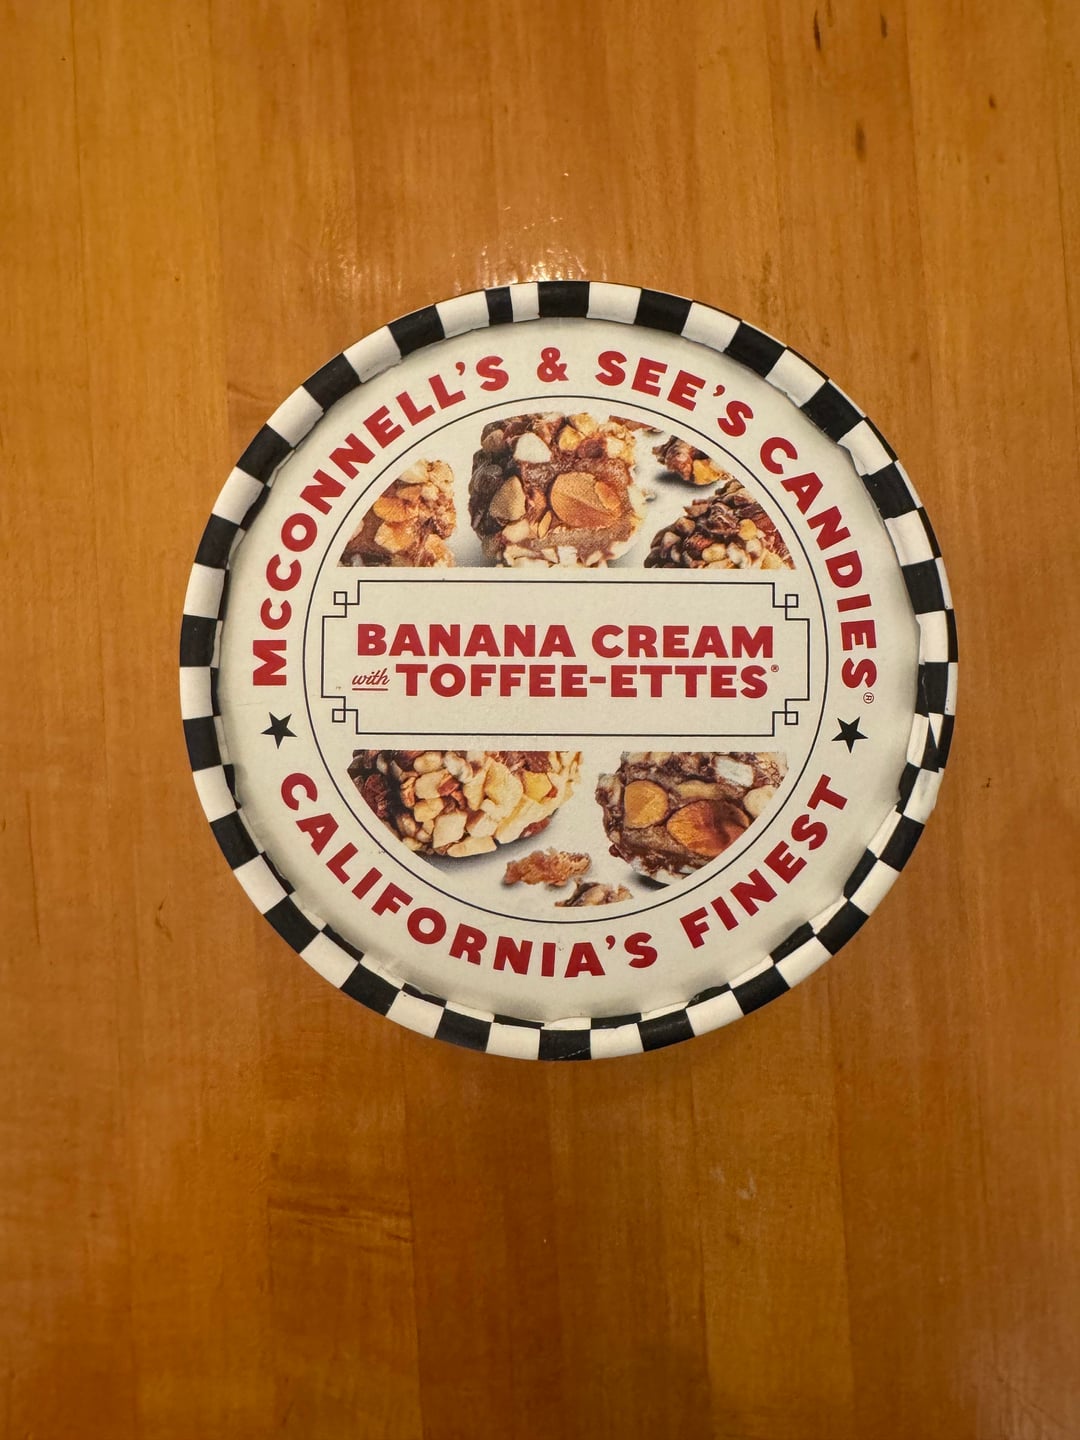 McCONNELL'S & SEE'S CANDIES®
BANANA CREAM
with TOFFEE-ETTES®
CALIFORNIA'S FINEST